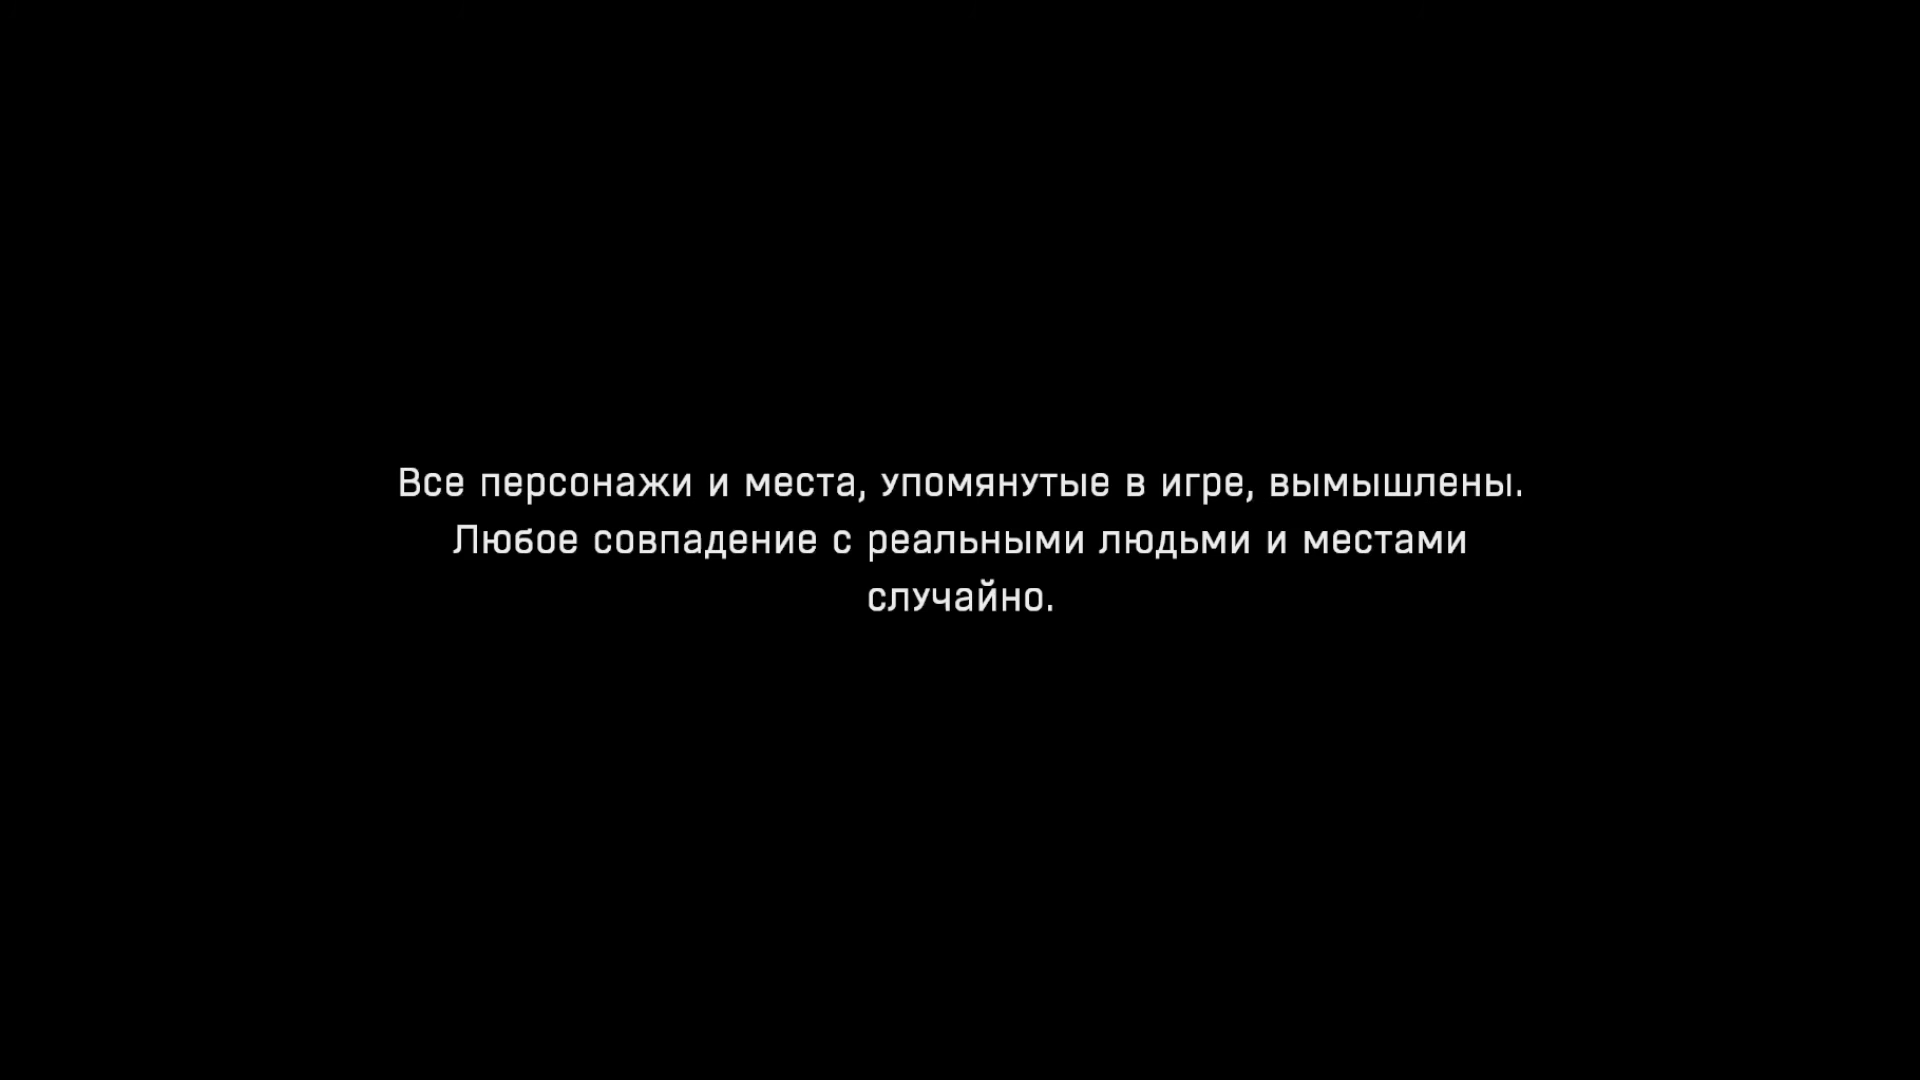 Все персонажи и места, упомянутые в игре, вымышлены.
Любое совпадение с реальными людьми и местами
случайно.